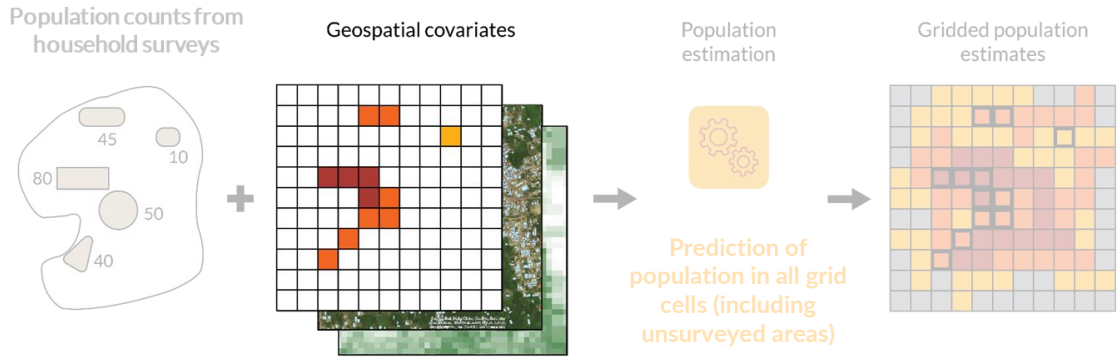 Population counts from
household surveys
Geospatial covariates
Population
estimation
Gridded population
estimates
45
10
80
50
40
Prediction of
population in all grid
cells (including
unsurveyed areas)